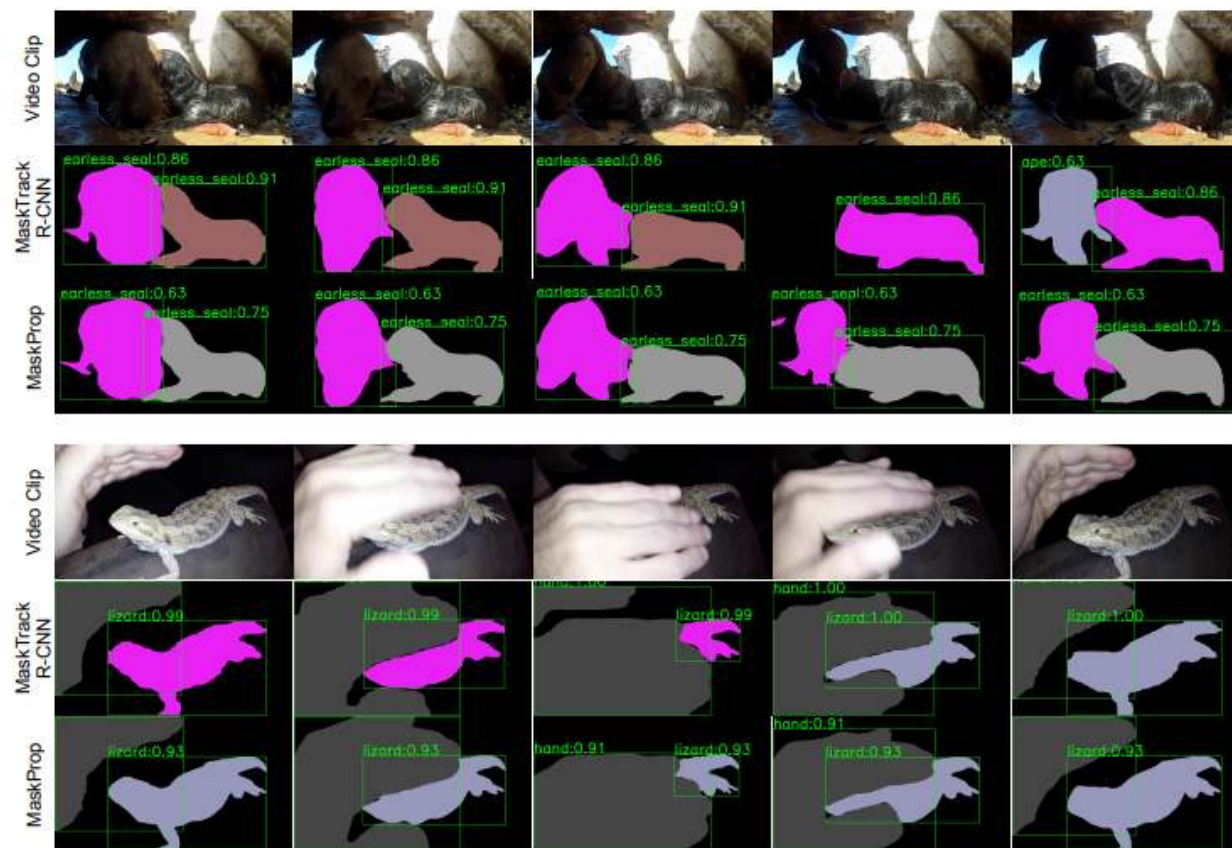 Video Clip
MaskTrack
R-CNN
earless_seal:0.86
earless_seal:0.91
earless_seal:0.86
earless_seal:0.91
earless_seal:0.86
earless_seal:0.91
earless_seal:0.86
ape:0.63
earless_seal:0.86
MaskProp
earless_seal:0.63
earless_seal:0.75
earless_seal:0.63
earless_seal:0.75
earless_seal:0.63
earless_seal:0.75
earless_seal:0.63
earless_seal:0.75
earless_seal:0.63
earless_seal:0.75
Video Clip
MaskTrack
R-CNN
lizard:0.99
lizard:0.99
hand:1.00
lizard:0.99
hand:1.00
lizard:1.00
lizard:1.00
MaskProp
lizard:0.93
lizard:0.93
hand:0.91
lizard:0.93
hand:0.91
lizard:0.93
lizard:0.93